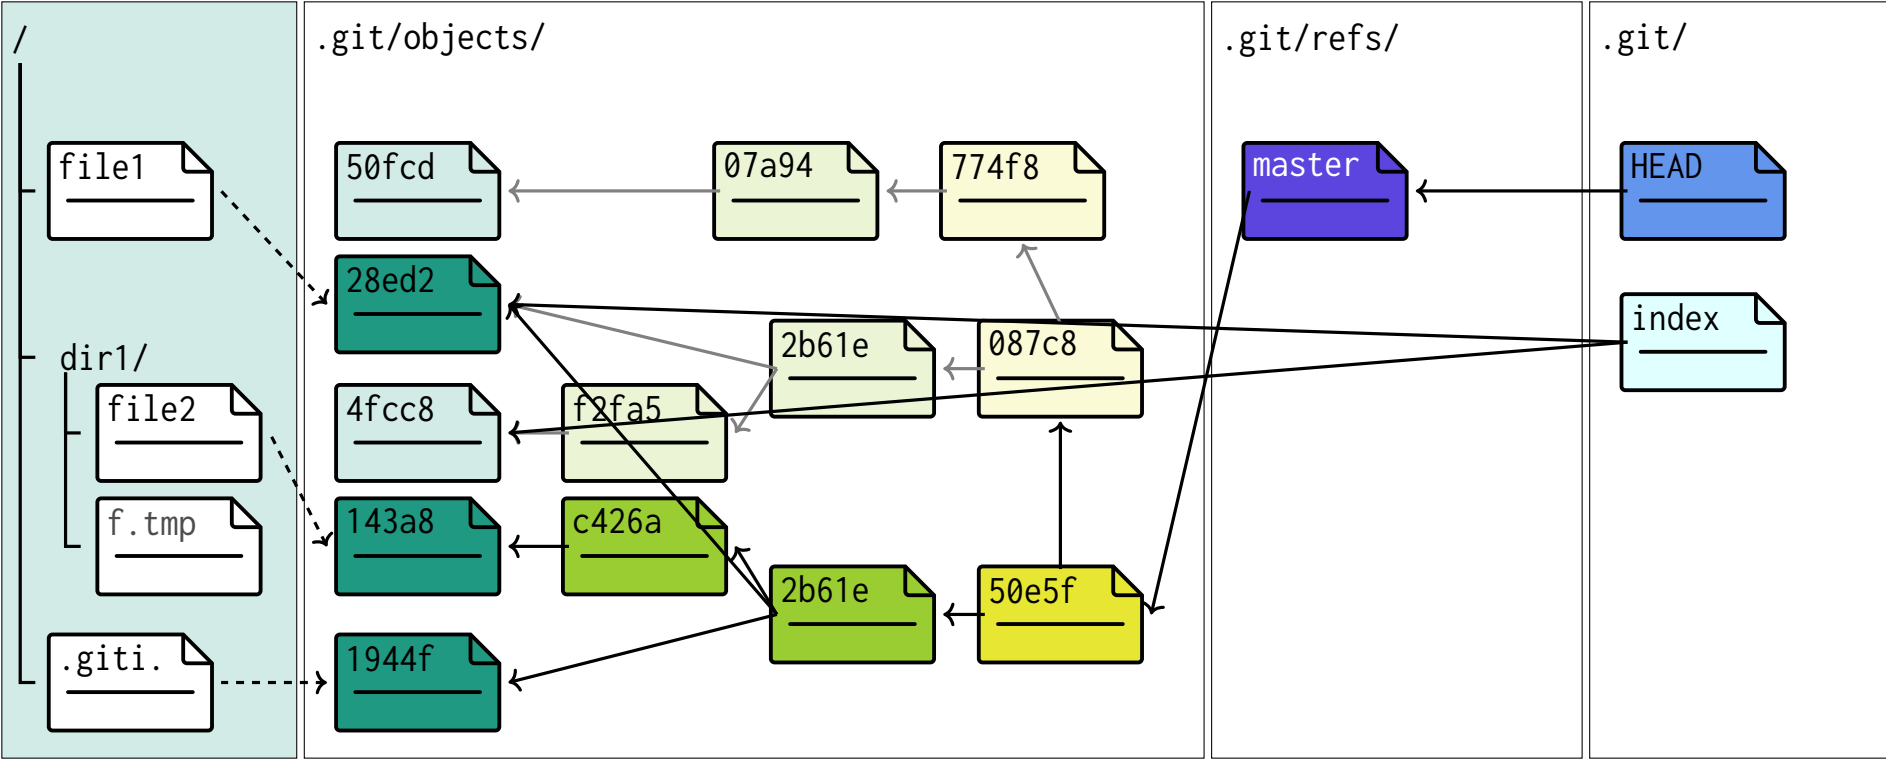 /
.git/objects/
.git/refs/
.git/
file1
50fcd
07a94
774f8
master
HEAD
28ed2
index
dir1/
2b61e
087c8
file2
4fcc8
f2fa5
f.tmp
143a8
c426a
2b61e
50e5f
.giti.
1944f